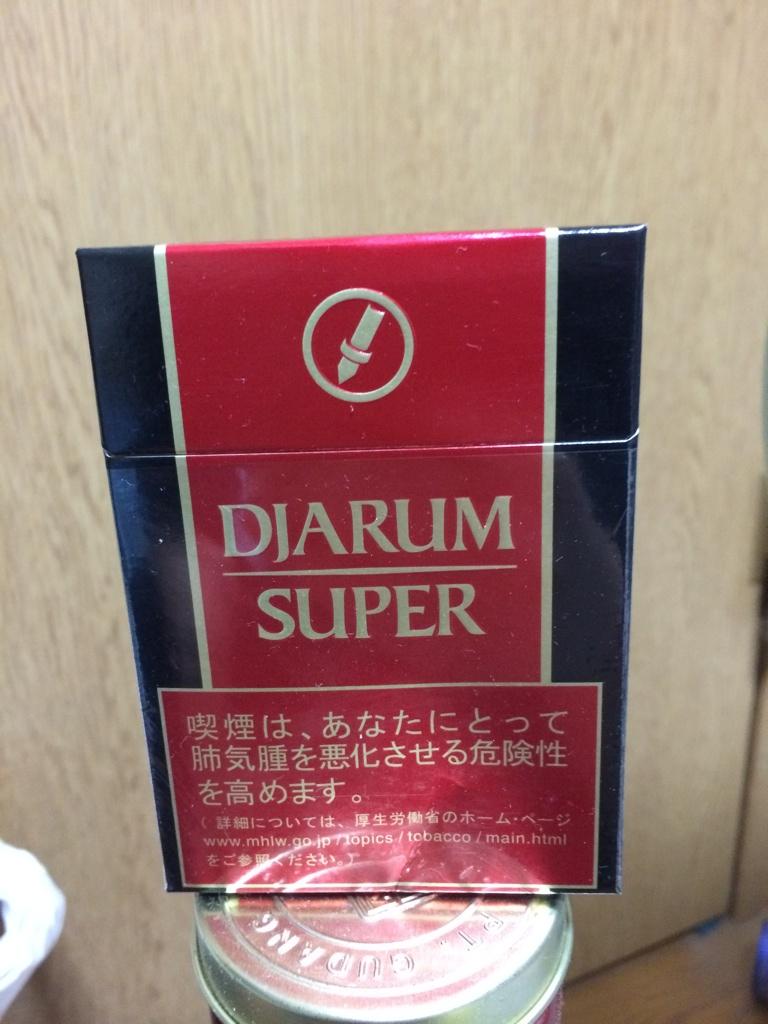 DJARUM
SUPER
喫煙は、あなたにとって
肺気腫を悪化させる危険性
を高めます。
(詳細については、厚生労働省のホーム・ページ
www.mhlw.go.jp/topics/tobacco/main.html
をご参照ください。)
PT. GUDANG